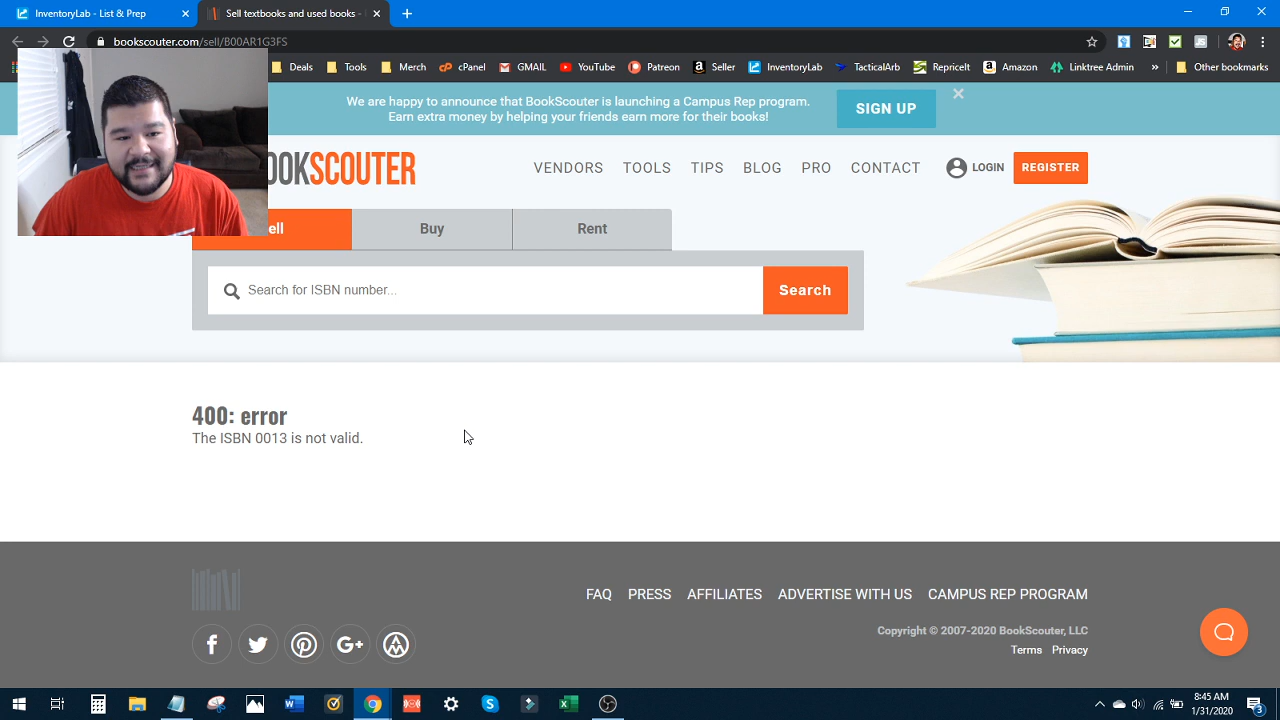 InventoryLab - List & Prep
Sell textbooks and used books -
bookscouter.com/sell/B00AR1G3FS
Deals
Tools
Merch
cPanel
GMAIL
YouTube
Patreon
Seller
InventoryLab
TacticalArb
RepriceIt
Amazon
Linktree Admin
»
Other bookmarks
We are happy to announce that BookScouter is launching a Campus Rep program.
Earn extra money by helping your friends earn more for their books!
SIGN UP
OOKSCOUTER
VENDORS
TOOLS
TIPS
BLOG
PRO
CONTACT
LOGIN
REGISTER
ell
Buy
Rent
Search for ISBN number...
Search
400: error
The ISBN 0013 is not valid.
FAQ
PRESS
AFFILIATES
ADVERTISE WITH US
CAMPUS REP PROGRAM
Copyright © 2007-2020 BookScouter, LLC
Terms
Privacy
8:45 AM
1/31/2020
3